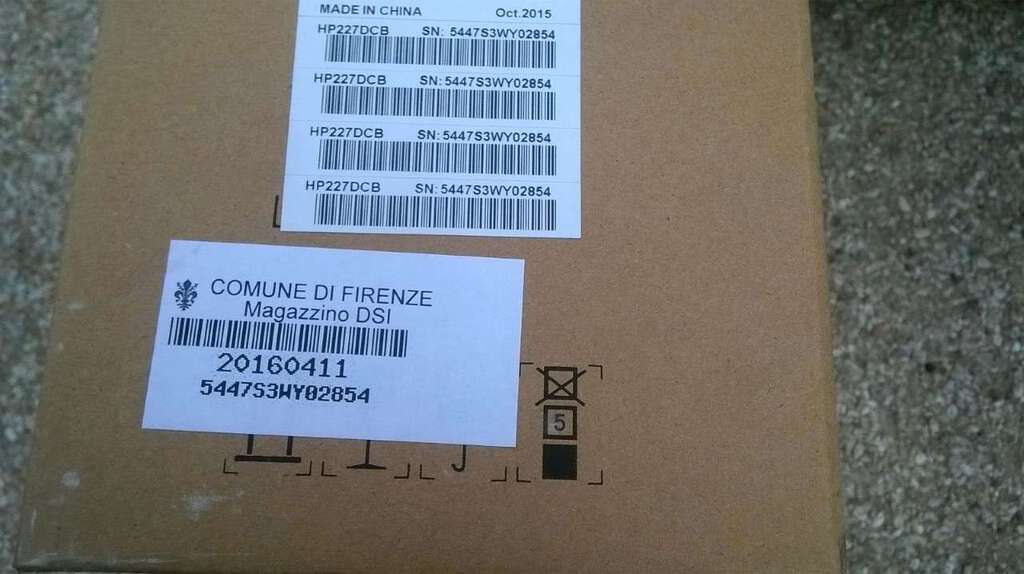 MADE IN CHINA Oct.2015
HP227DCB SN: 5447S3WY02854
HP227DCB SN: 5447S3WY02854
HP227DCB SN: 5447S3WY02854
HP227DCB SN: 5447S3WY02854
COMUNE DI FIRENZE
Magazzino DSI
20160411
5447S3WY02854
5